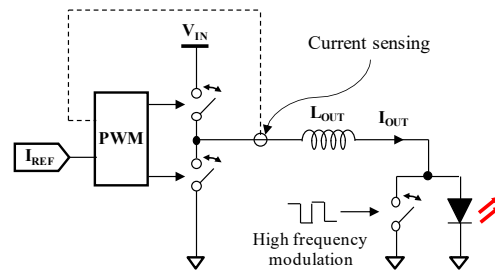 V_IN
Current sensing
L_OUT
I_OUT
PWM
I_REF
High frequency
modulation